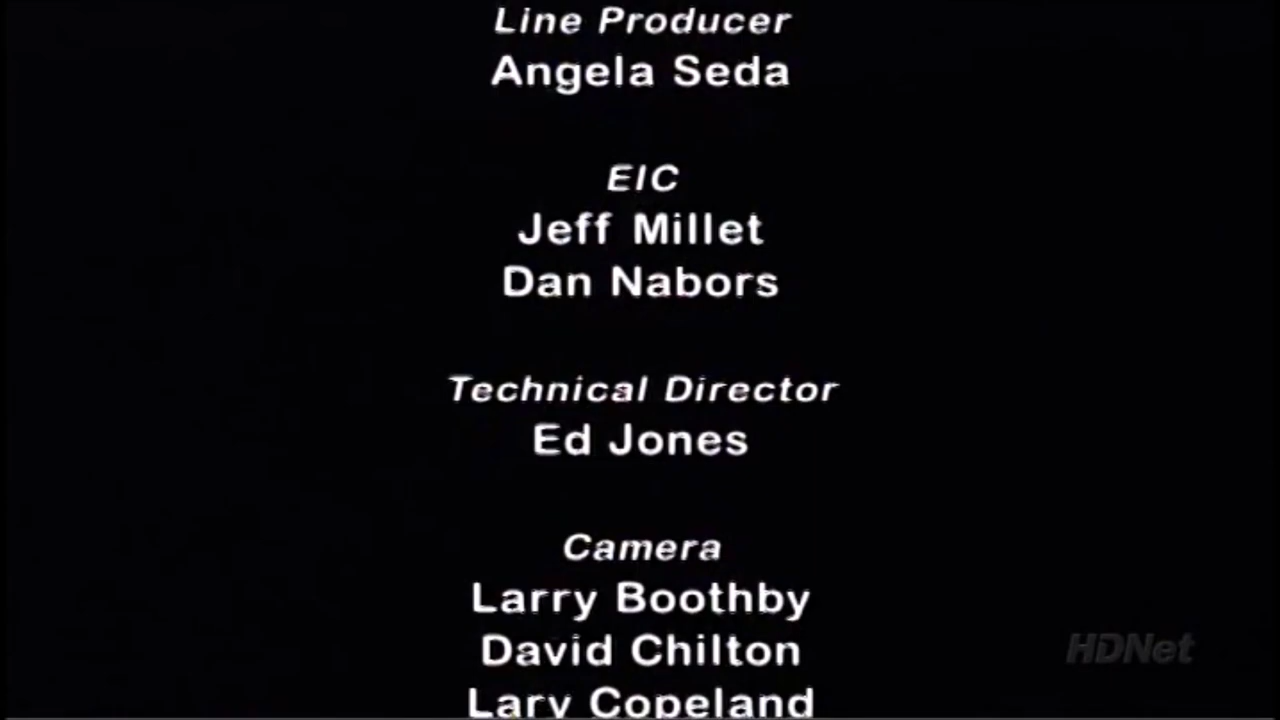 Line Producer
Angela Seda
EIC
Jeff Millet
Dan Nabors
Technical Director
Ed Jones
Camera
Larry Boothby
David Chilton
Lary Copeland
HDNet